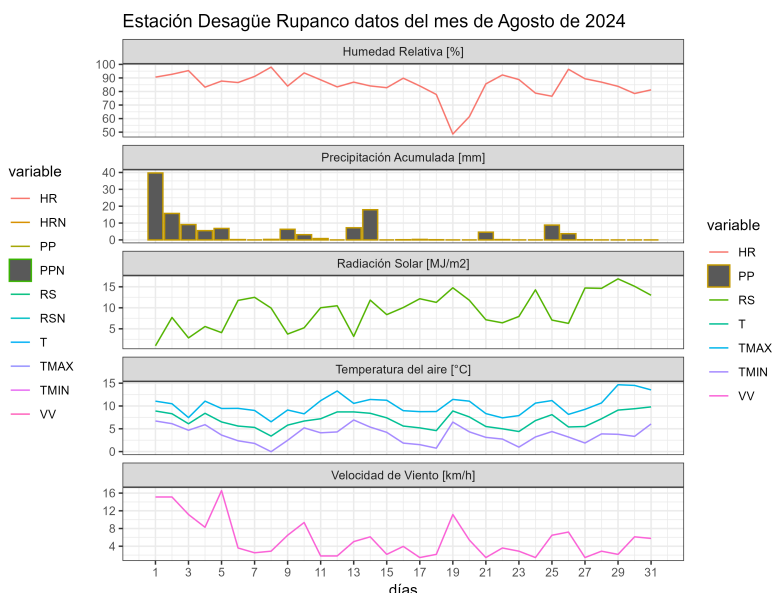 Estación Desagüe Rupanco datos del mes de Agosto de 2024
Humedad Relativa [%]
100
90
80
70
60
50
Precipitación Acumulada [mm]
40
30
20
10
0
Radiación Solar [MJ/m2]
15
10
5
Temperatura del aire [°C]
15
10
5
0
Velocidad de Viento [km/h]
16
12
8
4
1 3 5 7 9 11 13 15 17 19 21 23 25 27 29 31
días
variable
HR
HRN
PP
PPN
RS
RSN
T
TMAX
TMIN
VV
variable
HR
PP
RS
T
TMAX
TMIN
VV